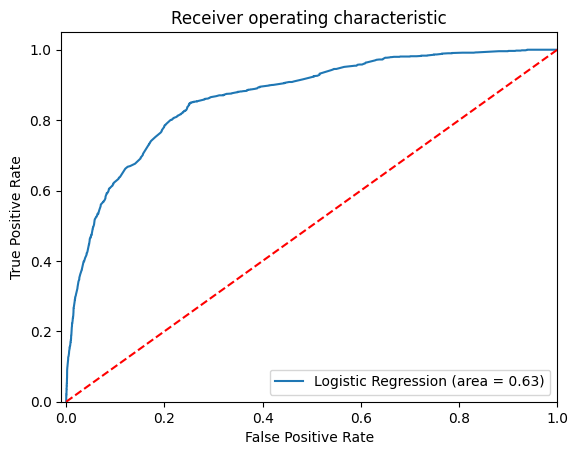 Receiver operating characteristic
True Positive Rate
1.0
0.8
0.6
0.4
0.2
0.0
Logistic Regression (area = 0.63)
0.0 0.2 0.4 0.6 0.8 1.0
False Positive Rate